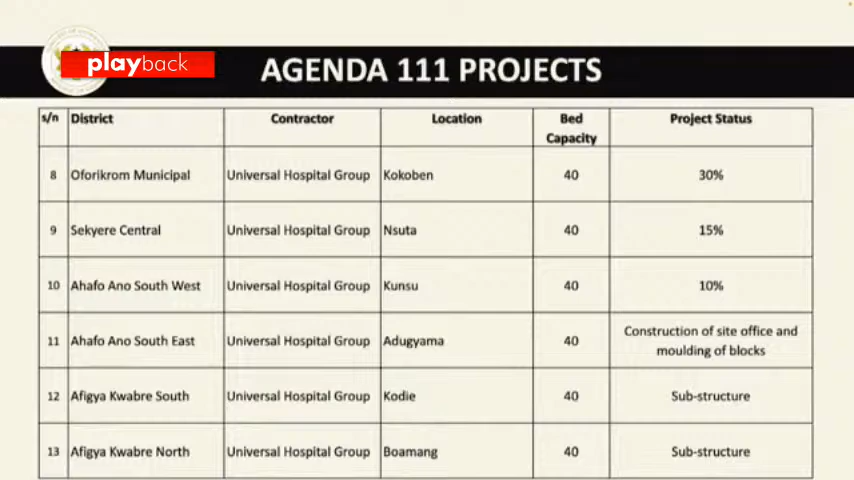 playback
AGENDA 111 PROJECTS
s/n District Contractor Location Bed Capacity Project Status
8 Oforikrom Municipal Universal Hospital Group Kokoben 40 30%
9 Sekyere Central Universal Hospital Group Nsuta 40 15%
10 Ahafo Ano South West Universal Hospital Group Kunsu 40 10%
11 Ahafo Ano South East Universal Hospital Group Adugyama 40 Construction of site office and moulding of blocks
12 Afigya Kwabre South Universal Hospital Group Kodie 40 Sub-structure
13 Afigya Kwabre North Universal Hospital Group Boamang 40 Sub-structure